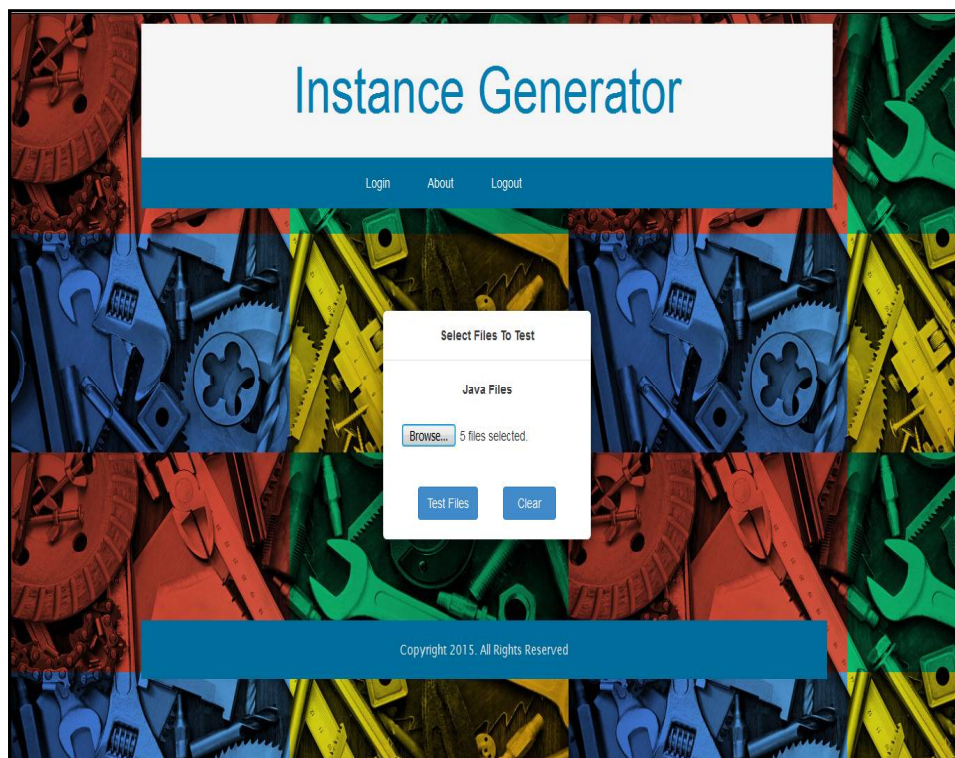 Instance Generator
Login About Logout
Select Files To Test
Java Files
Browse... 5 files selected.
Test Files Clear
Copyright 2015. All Rights Reserved